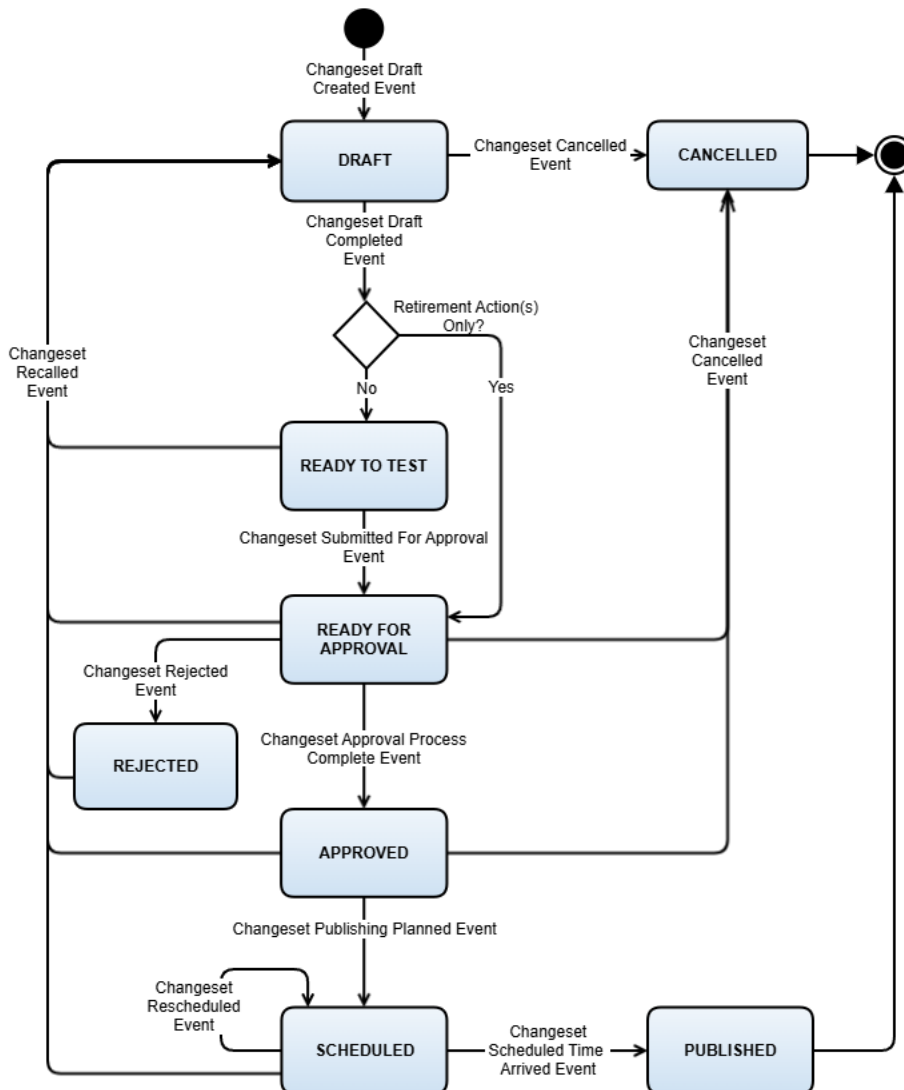 Changeset Draft
Created Event
DRAFT
Changeset Cancelled
Event
CANCELLED
Changeset Draft
Completed
Event
Retirement Action(s)
Only?
Changeset
Recalled
Event
Changeset
Cancelled
Event
No
Yes
READY TO TEST
Changeset Submitted For Approval
Event
READY FOR
APPROVAL
Changeset Rejected
Event
Changeset Approval Process
Complete Event
REJECTED
APPROVED
Changeset Publishing Planned Event
Changeset
Rescheduled
Event
SCHEDULED
Changeset
Scheduled Time
Arrived Event
PUBLISHED